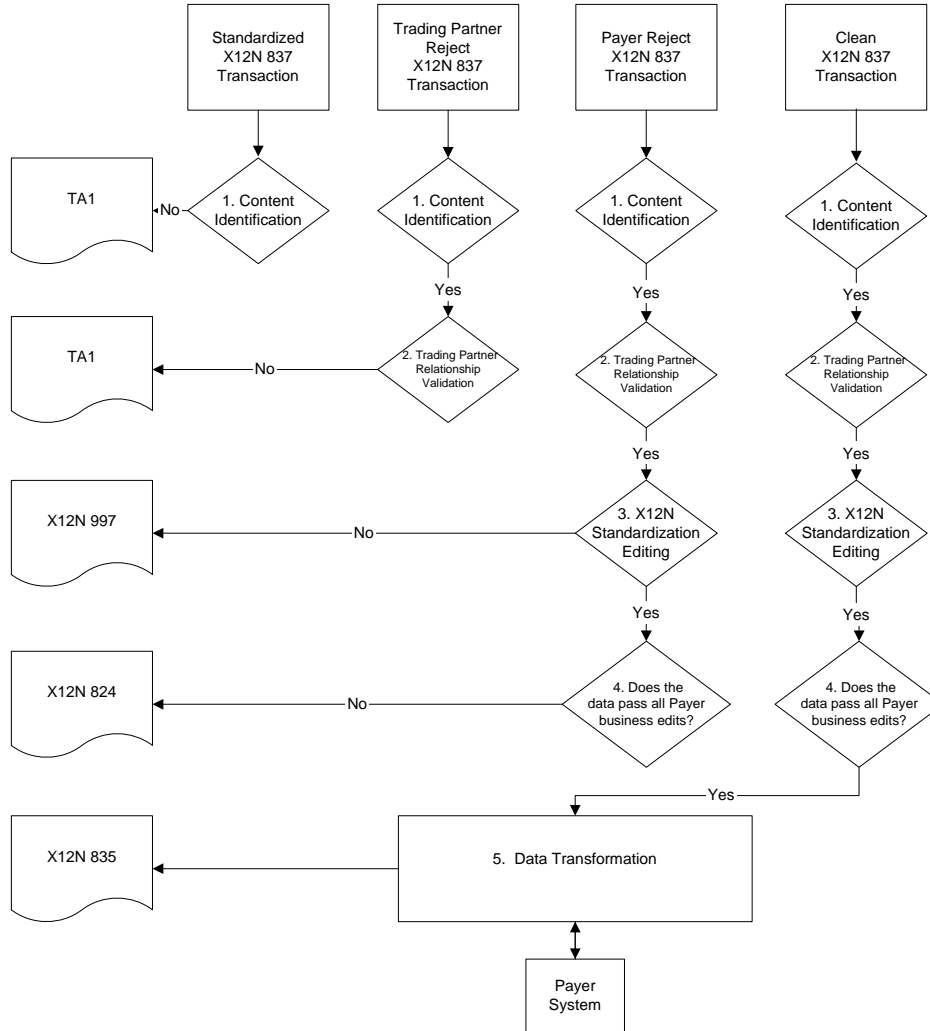 Standardized
X12N 837
Transaction
Trading Partner
Reject
X12N 837
Transaction
Payer Reject
X12N 837
Transaction
Clean
X12N 837
Transaction
TA1
No
1. Content
Identification
1. Content
Identification
1. Content
Identification
1. Content
Identification
Yes
Yes
Yes
TA1
No
2. Trading Partner
Relationship
Validation
2. Trading Partner
Relationship
Validation
2. Trading Partner
Relationship
Validation
Yes
Yes
X12N 997
No
3. X12N
Standardization
Editing
3. X12N
Standardization
Editing
Yes
Yes
X12N 824
No
4. Does the
data pass all Payer
business edits?
4. Does the
data pass all Payer
business edits?
Yes
X12N 835
5. Data Transformation
Payer
System